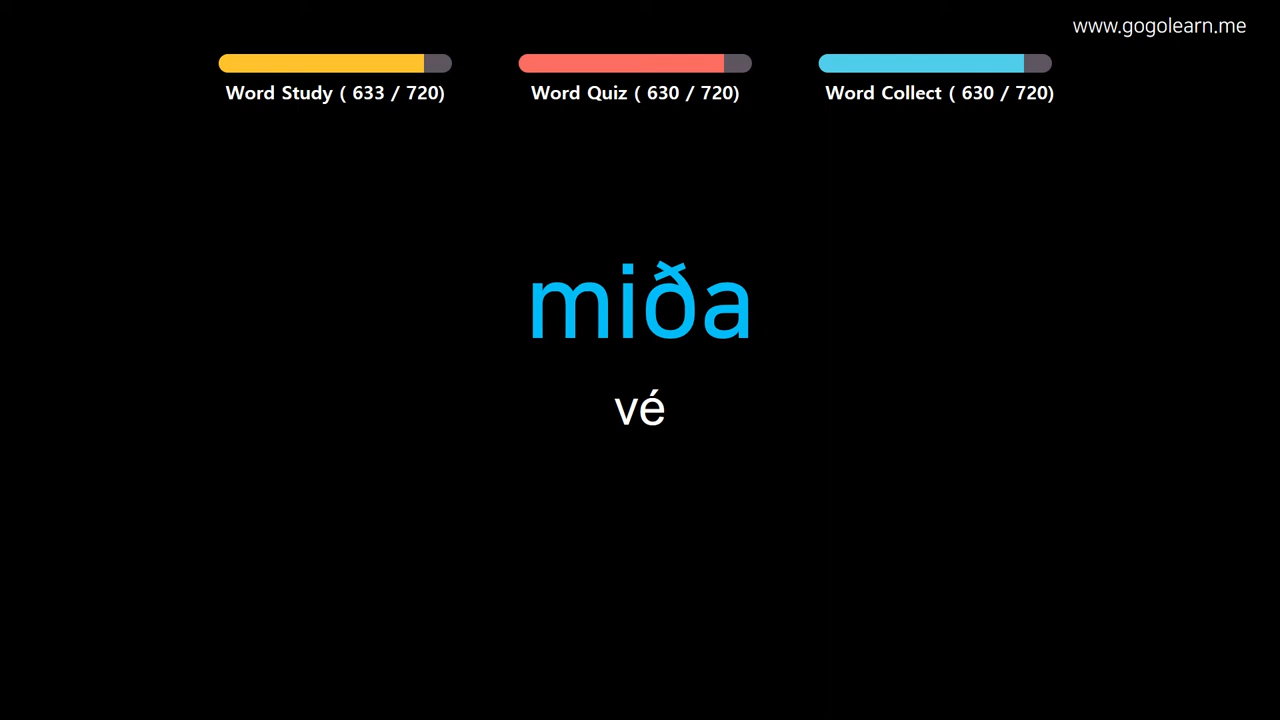 www.gogolearn.me
Word Study ( 633 / 720)
Word Quiz ( 630 / 720)
Word Collect ( 630 / 720)
miða
vé